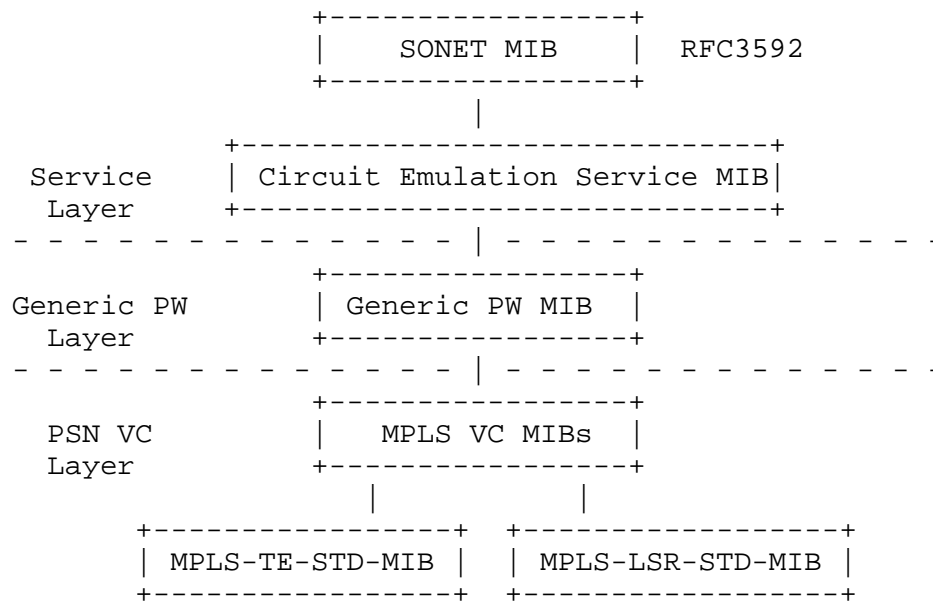 SONET MIB RFC3592
Service Circuit Emulation Service MIB
Layer
Generic PW Generic PW MIB
Layer
PSN VC MPLS VC MIBs
Layer
MPLS-TE-STD-MIB MPLS-LSR-STD-MIB